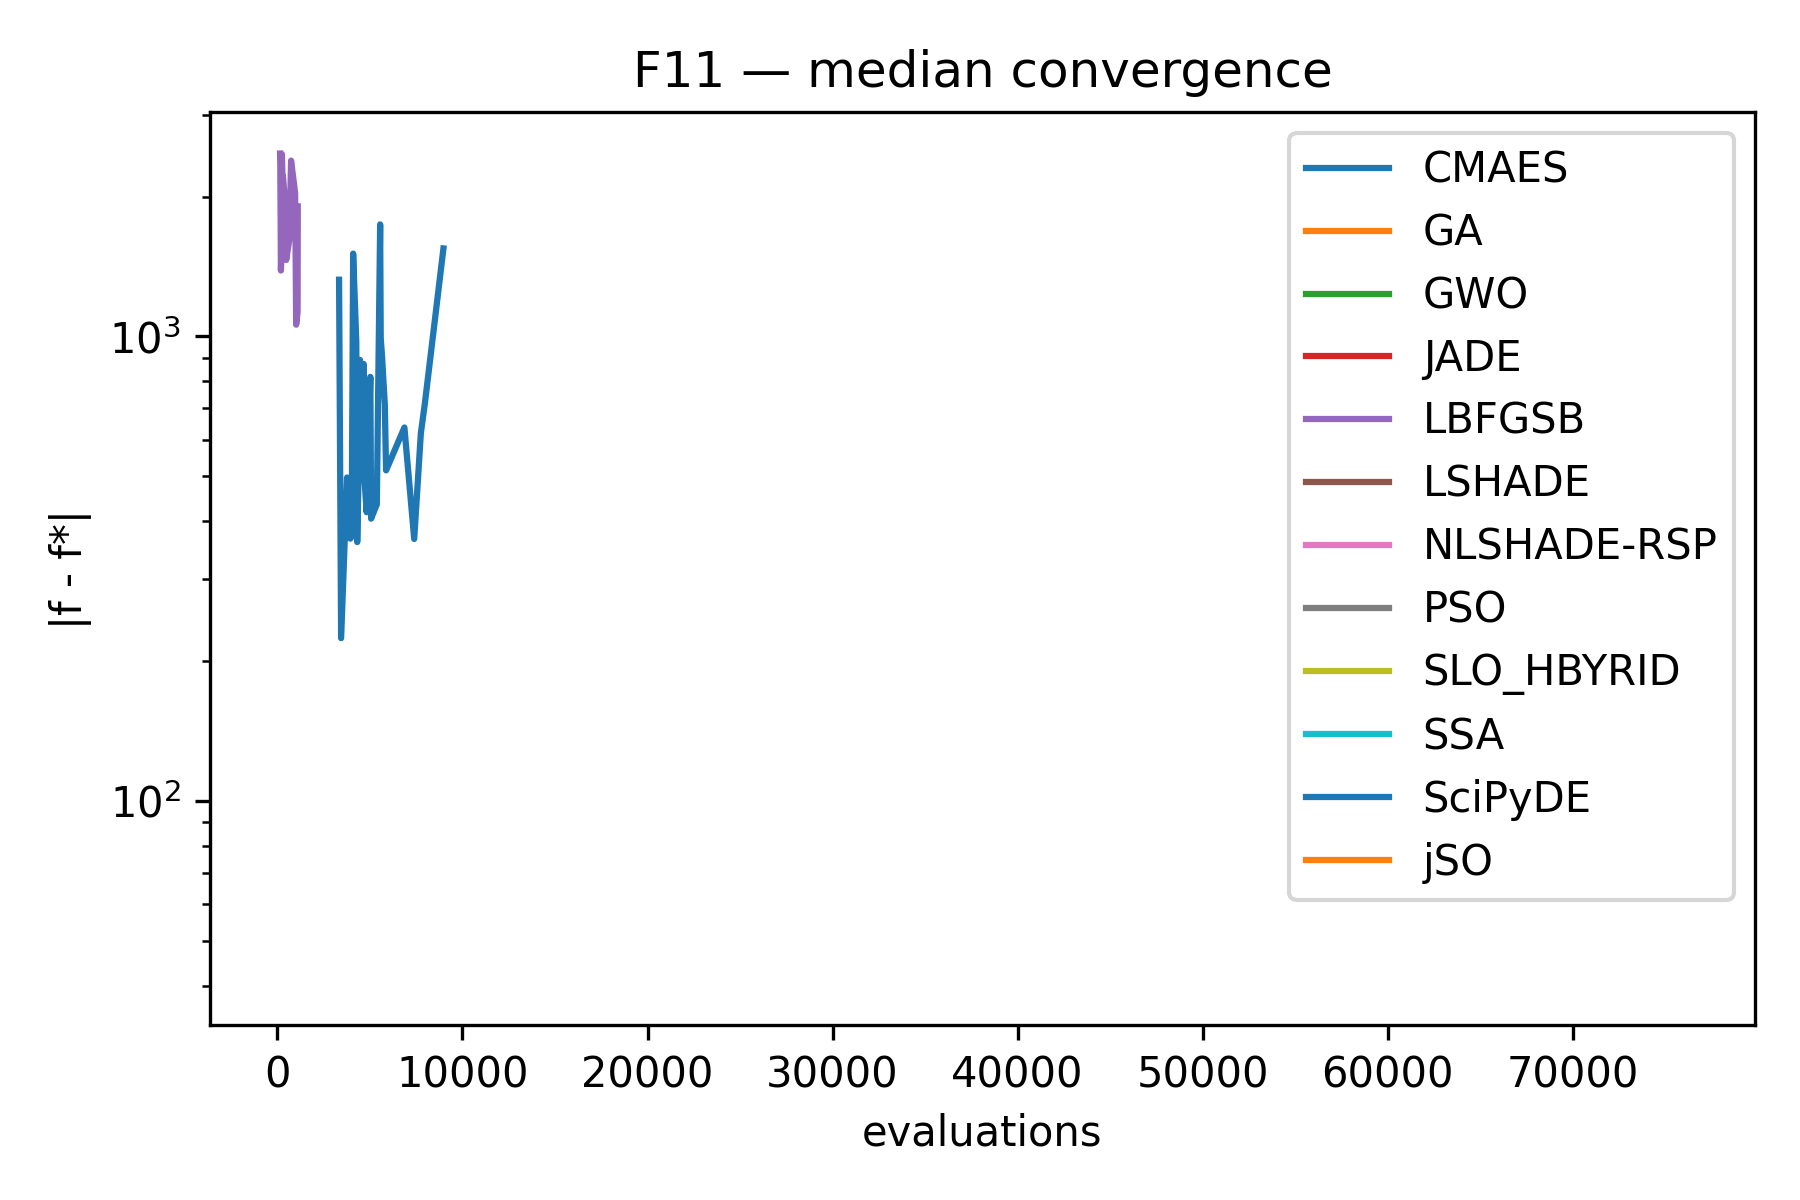 F11 — median convergence
|f - f*|
10³
10²
0 10000 20000 30000 40000 50000 60000 70000
evaluations
CMAES
GA
GWO
JADE
LBFGSB
LSHADE
NLSHADE-RSP
PSO
SLO_HBYRID
SSA
SciPyDE
jSO